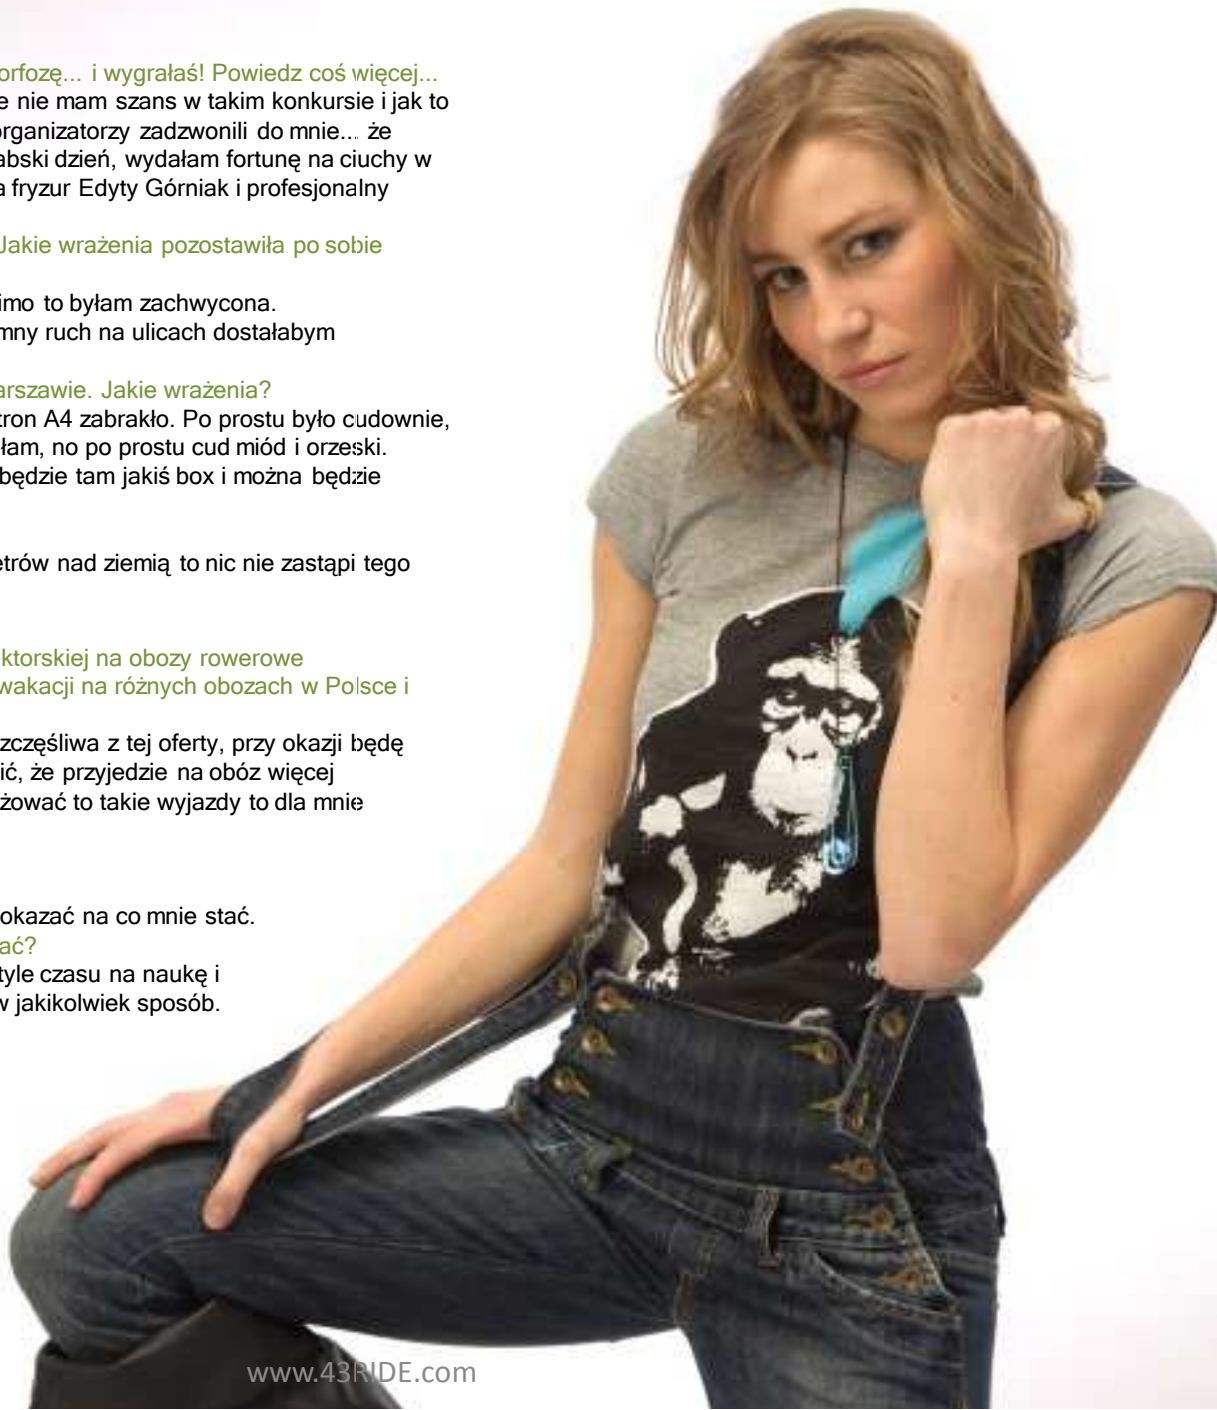 orfozę... i wygrałaś! Powiedz coś więcej...
e nie mam szans w takim konkursie i jak to
organizatorzy zadzwonili do mnie... że
abski dzień, wydałam fortunę na ciuchy w
a fryzur Edyty Górniak i profesjonalny
Jakie wrażenia pozostawiła po sobie
imo to byłam zachwycona.
mny ruch na ulicach dostałabym
arszawie. Jakie wrażenia?
tron A4 zabrakło. Po prostu było cudownie,
łam, no po prostu cud miód i orzeski.
będzie tam jakiś box i można będzie
etrów nad ziemią to nic nie zastąpi tego
ktorskiej na obozy rowerowe
wakacji na różnych obozach w Polsce i
zczęśliwa z tej oferty, przy okazji będę
ić, że przyjedzie na obóz więcej
żować to takie wyjazdy to dla mnie
okazać na co mnie stać.
ać?
tyle czasu na naukę i
w jakikolwiek sposób.
www.43RIDE.com